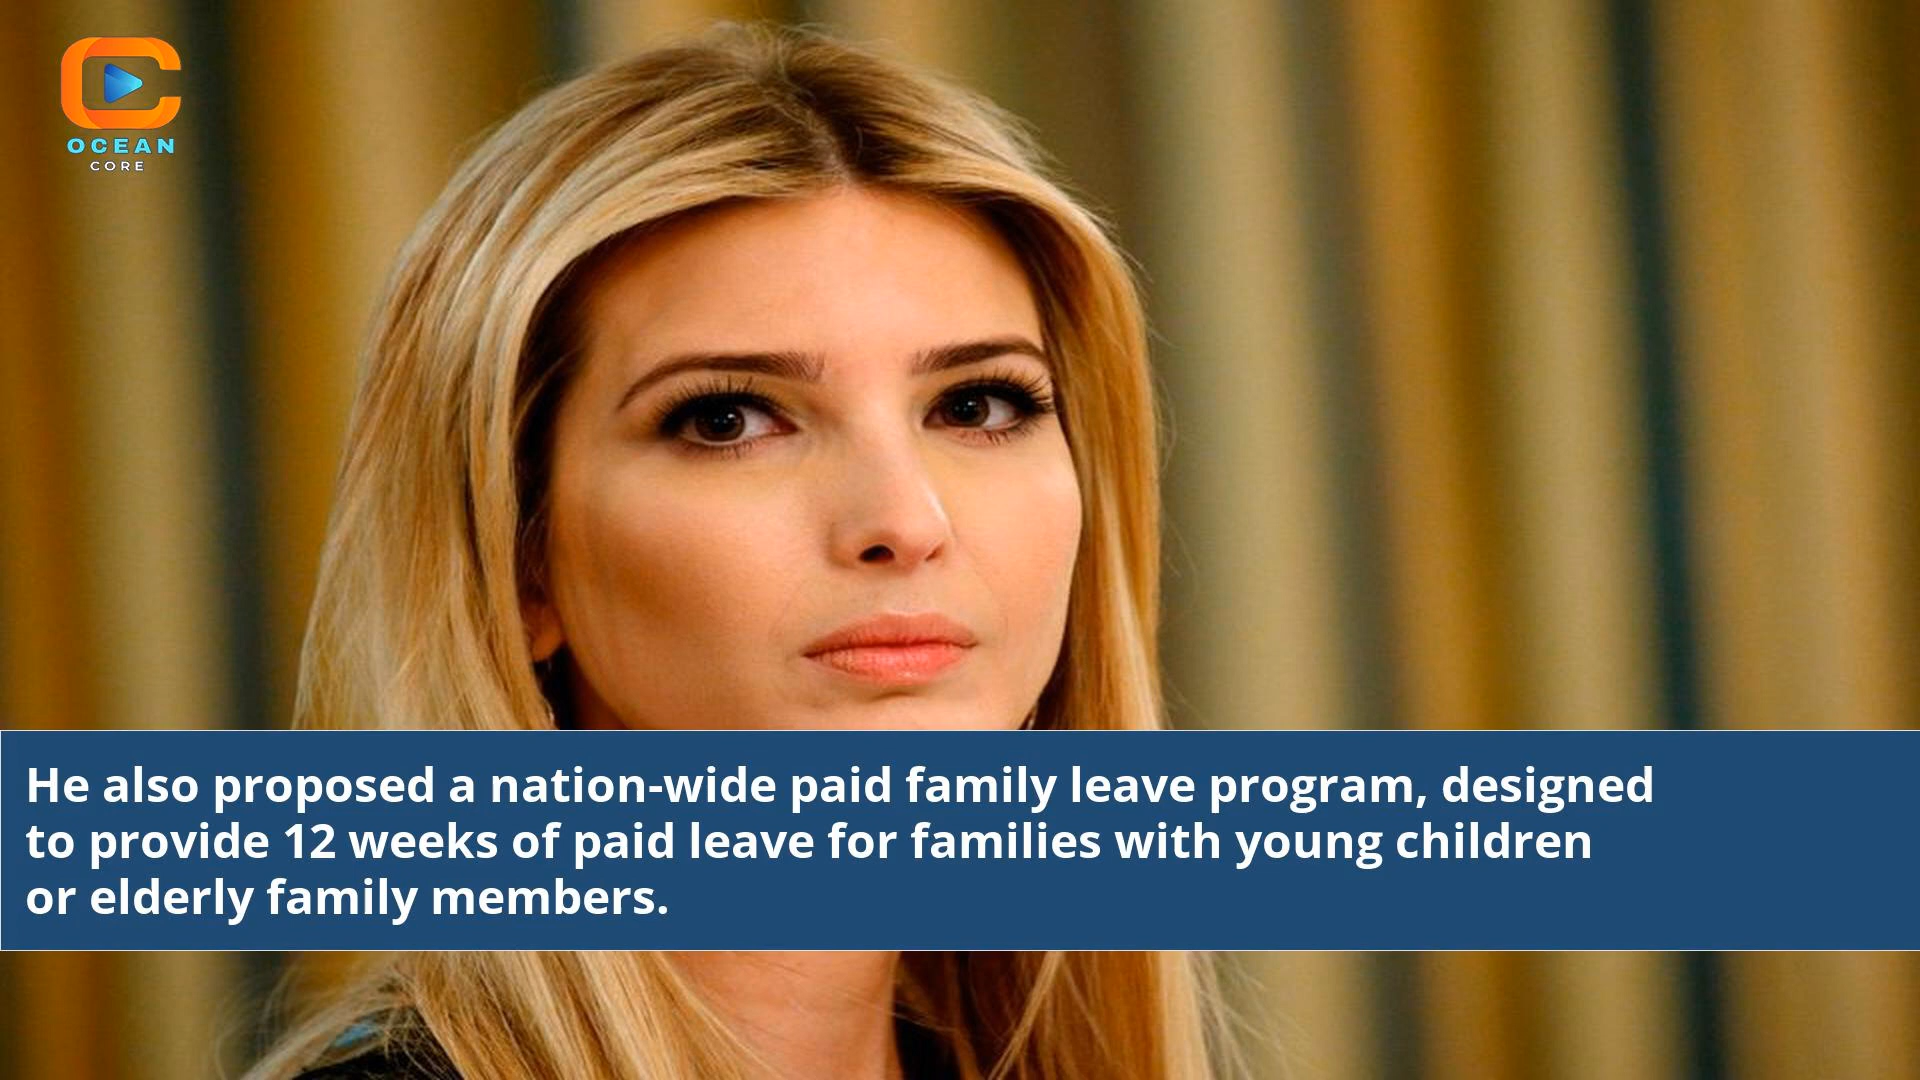 OCEAN
CORE
He also proposed a nation-wide paid family leave program, designed
to provide 12 weeks of paid leave for families with young children
or elderly family members.